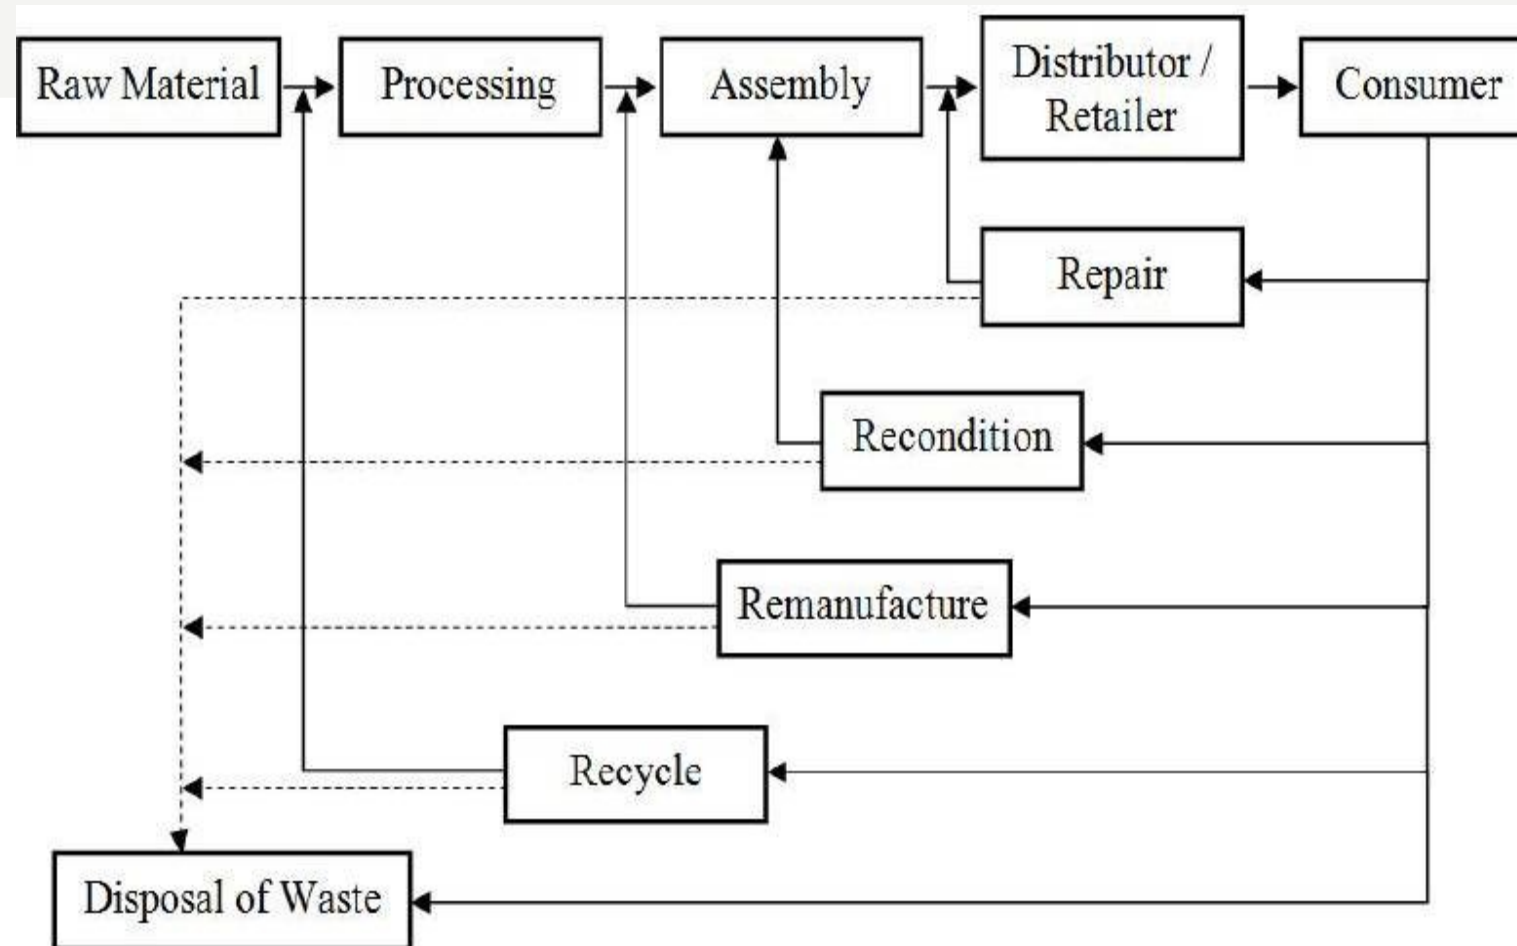 Raw Material
Processing
Assembly
Distributor /
Retailer
Consumer
Repair
Recondition
Remanufacture
Recycle
Disposal of Waste